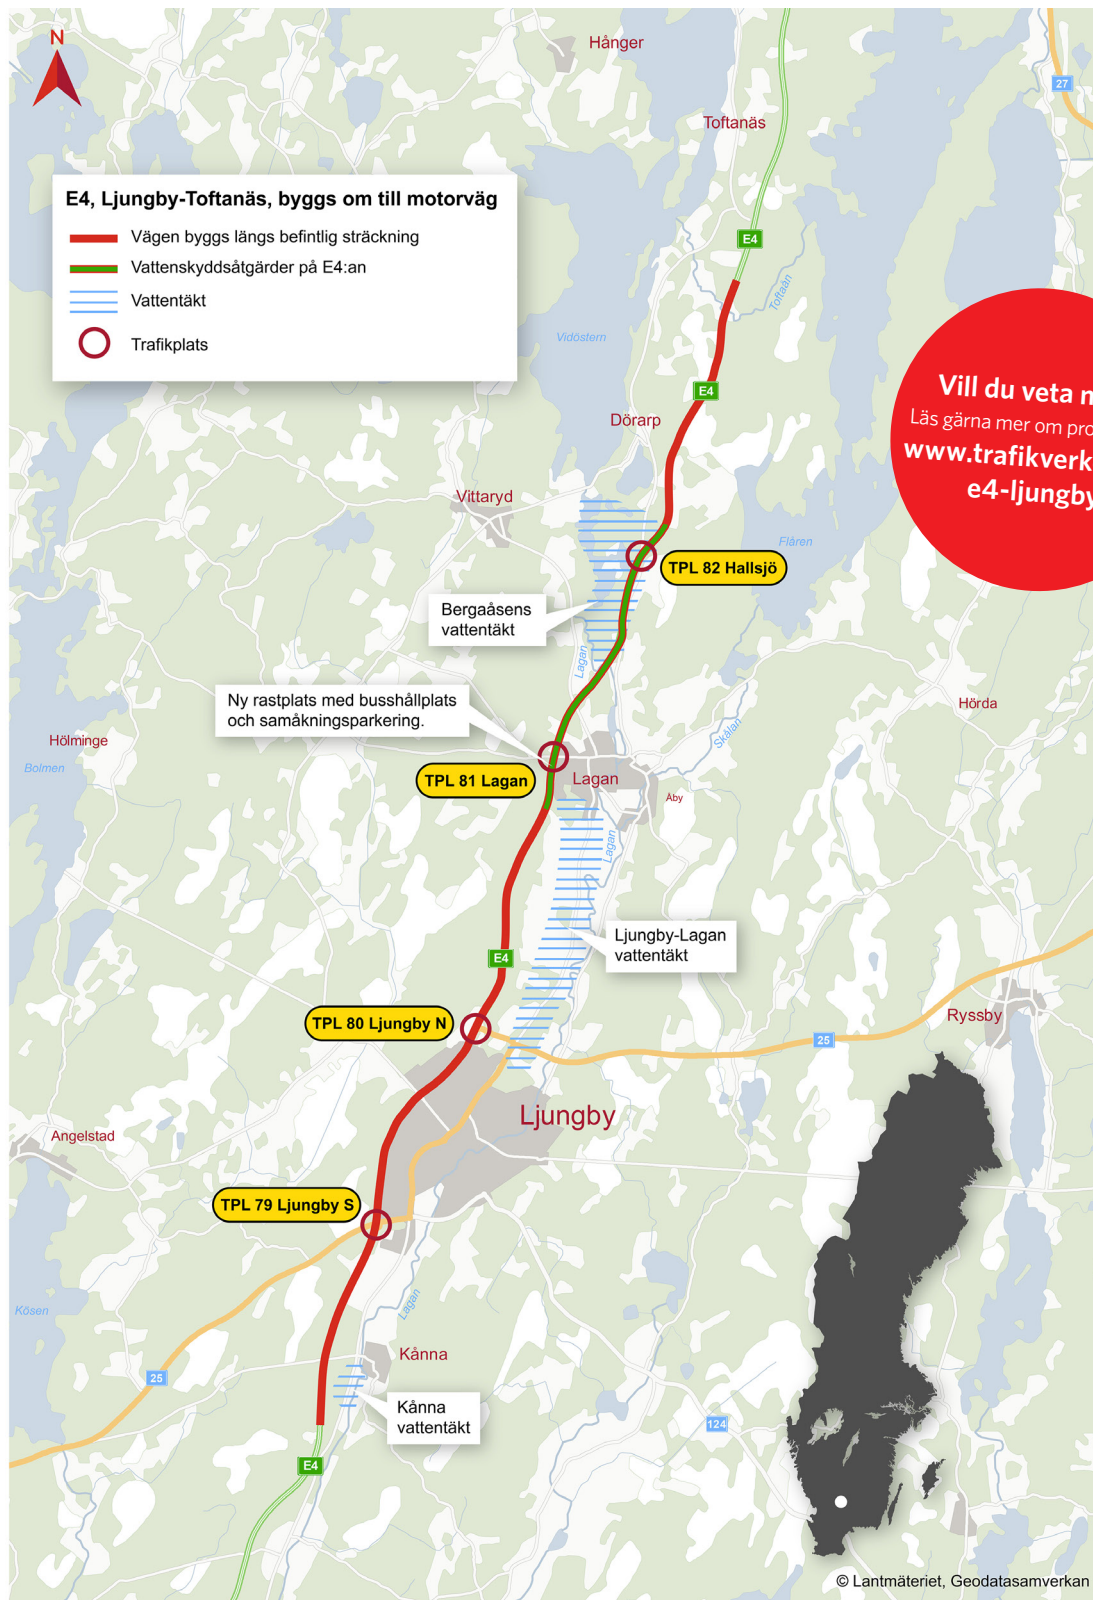 N
Hånger
27
Toftanäs
E4, Ljungby-Toftanäs, byggs om till motorväg
Vägen byggs längs befintlig sträckning
Vattenskyddsåtgärder på E4:an
Vattentäkt
Trafikplats
E4
Toftaån
Vidöstern
E4
Vill du veta
Läs gärna mer om
www.trafikverk
e4-ljungby
Dörarp
Vittaryd
Flåren
TPL 82 Hallsjö
Bergaåsens
vattentäkt
Lagan
Ny rastplats med busshållplats
och samåkningsparkering.
Hörda
Skålan
Hölminge
Bolmen
TPL 81 Lagan
Lagan
Åby
Lagan
Ljungby-Lagan
vattentäkt
E4
TPL 80 Ljungby N
Ryssby
25
Ljungby
Angelstad
TPL 79 Ljungby S
Lagan
Kösen
Kånna
25
Kånna
vattentäkt
124
E4
© Lantmäteriet, Geodatasamverkan